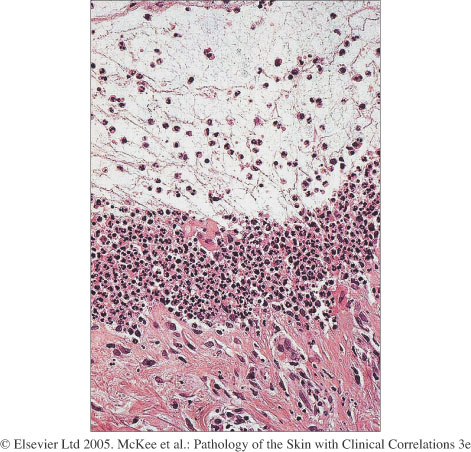 © Elsevier Ltd 2005. McKee et al.: Pathology of the Skin with Clinical Correlations 3e